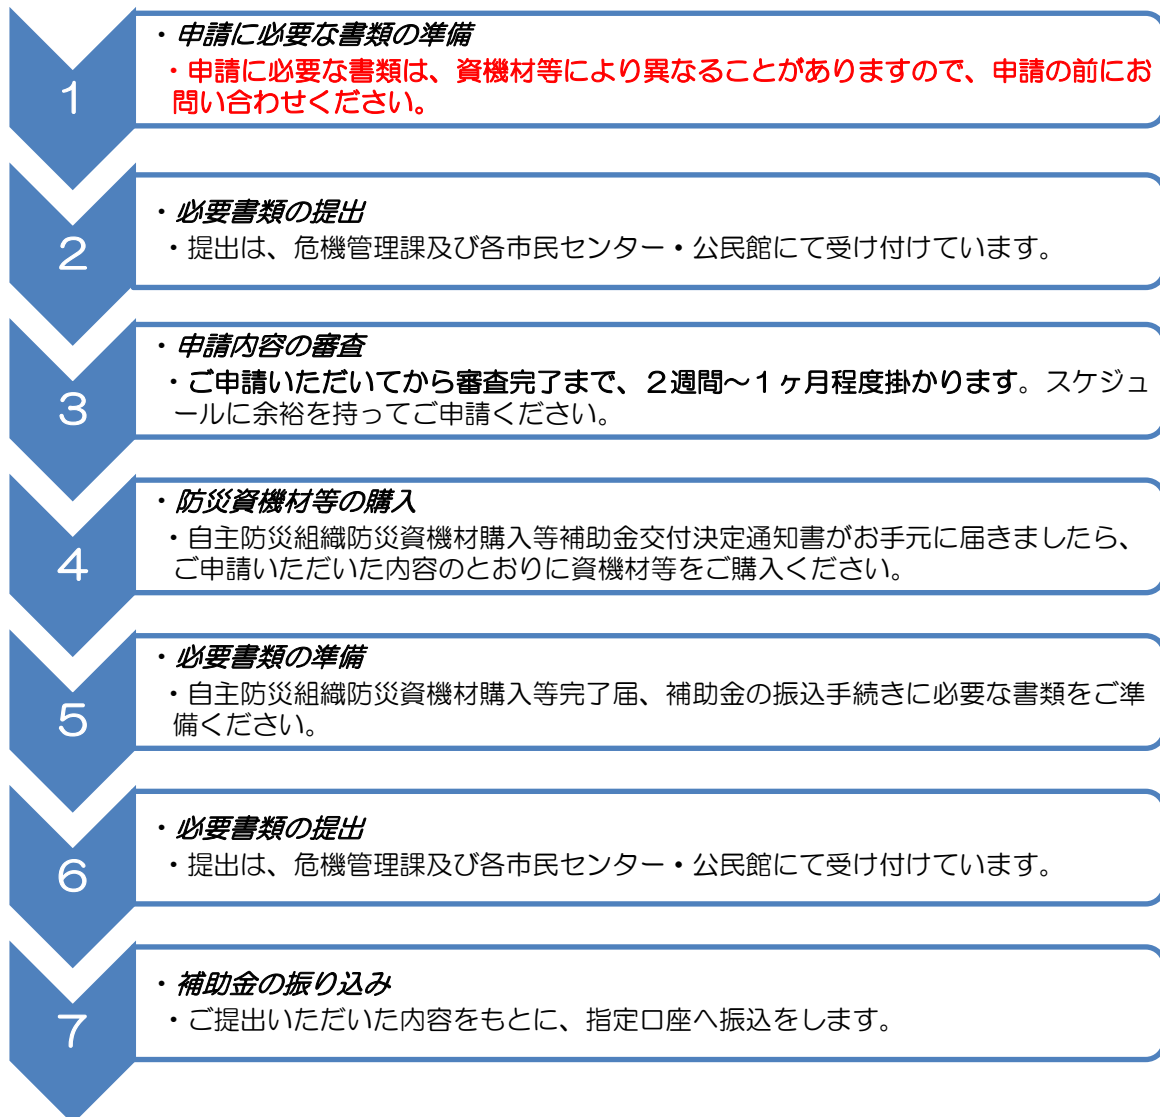 1
・申請に必要な書類の準備
・申請に必要な書類は、資機材等により異なることがありますので、申請の前にお
問い合わせください。
2
・必要書類の提出
・提出は、危機管理課及び各市民センター・公民館にて受け付けています。
3
・申請内容の審査
・ご申請いただいてから審査完了まで、２週間～１ヶ月程度掛かります。スケジュ
ールに余裕を持ってご申請ください。
4
・防災資機材等の購入
・自主防災組織防災資機材購入等補助金交付決定通知書がお手元に届きましたら、
ご申請いただいた内容のとおりに資機材等をご購入ください。
5
・必要書類の準備
・自主防災組織防災資機材購入等完了届、補助金の振込手続きに必要な書類をご準
備ください。
6
・必要書類の提出
・提出は、危機管理課及び各市民センター・公民館にて受け付けています。
7
・補助金の振り込み
・ご提出いただいた内容をもとに、指定口座へ振込をします。